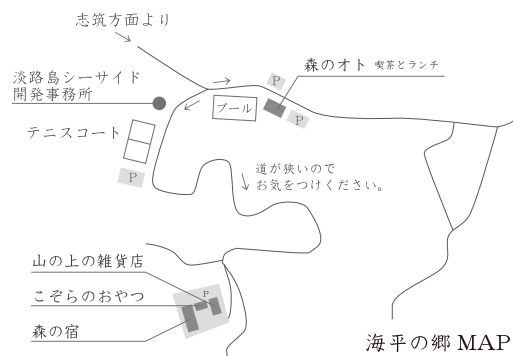 志筑方面より
P
森のオト 喫茶とランチ
淡路島シーサイド
開発事務所
プール
P
テニスコート
P
道が狭いので
お気をつけください。
山の上の雑貨店
こぞらのおやつ
P
森の宿
海平の郷 MAP